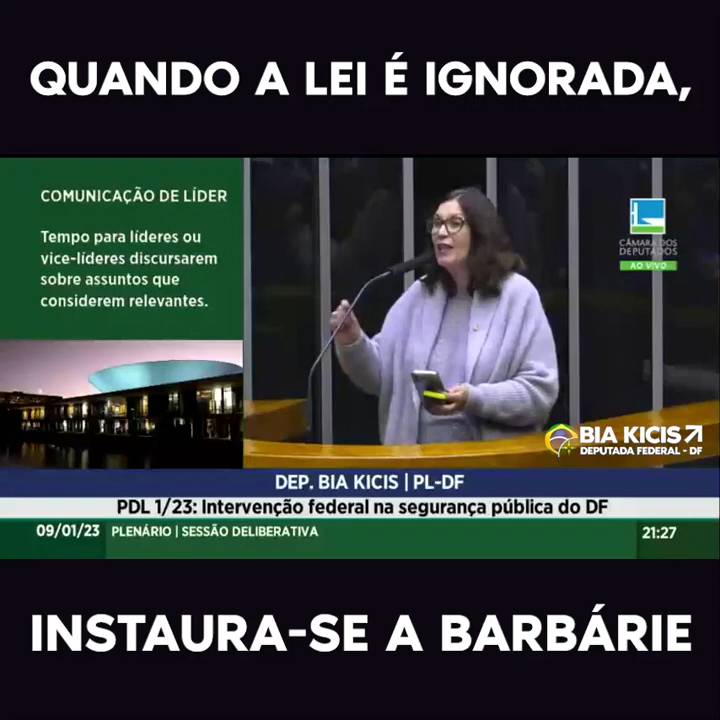 QUANDO A LEI É IGNORADA,
COMUNICAÇÃO DE LÍDER
Tempo para líderes ou
vice-líderes discursarem
sobre assuntos que
considerem relevantes.
CÂMARA DOS
DEPUTADOS
AO VIVO
BIA KICIS
DEPUTADA FEDERAL - DF
DEP. BIA KICIS | PL-DF
PDL 1/23: Intervenção federal na segurança pública do DF
09/01/23 PLENÁRIO | SESSÃO DELIBERATIVA 21:27
INSTAURA-SE A BARBÁRIE